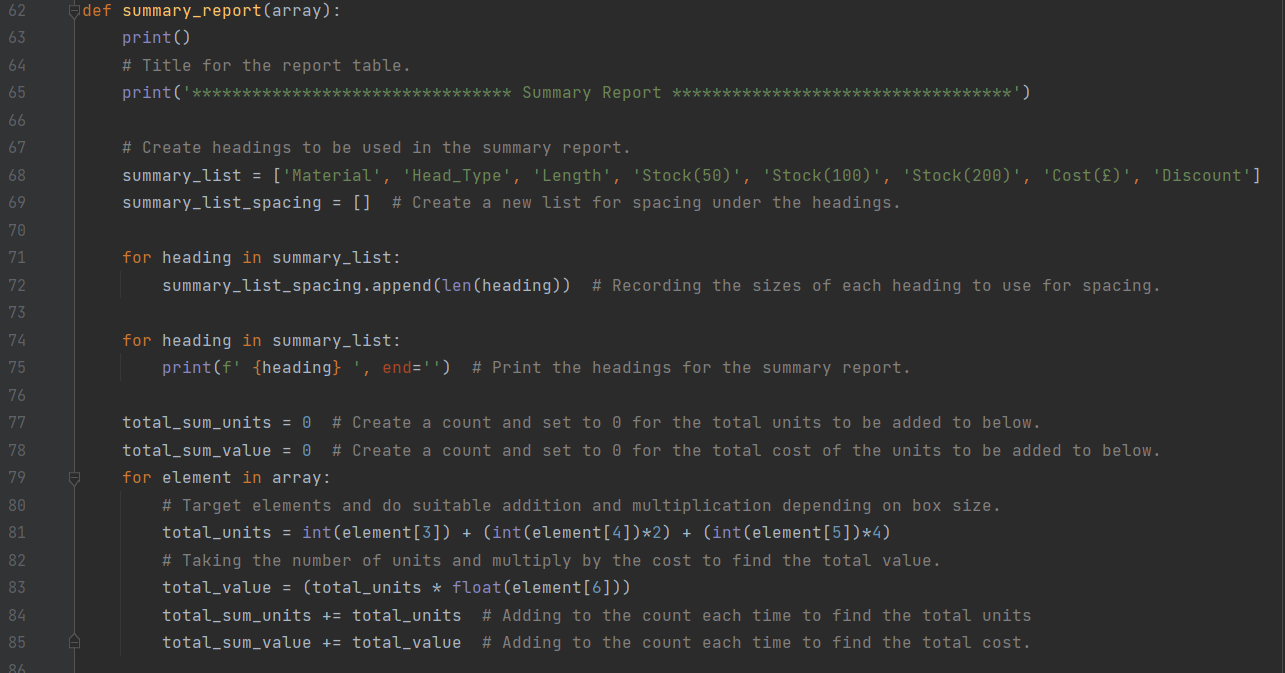 62 def summary_report(array):
63     print()
64     # Title for the report table.
65     print('******************************** Summary Report **********************************')
66
67     # Create headings to be used in the summary report.
68     summary_list = ['Material', 'Head_Type', 'Length', 'Stock(50)', 'Stock(100)', 'Stock(200)', 'Cost(£)', 'Discount']
69     summary_list_spacing = []  # Create a new list for spacing under the headings.
70
71     for heading in summary_list:
72         summary_list_spacing.append(len(heading))  # Recording the sizes of each heading to use for spacing.
73
74     for heading in summary_list:
75         print(f' {heading} ', end='')  # Print the headings for the summary report.
76
77     total_sum_units = 0  # Create a count and set to 0 for the total units to be added to below.
78     total_sum_value = 0  # Create a count and set to 0 for the total cost of the units to be added to below.
79     for element in array:
80         # Target elements and do suitable addition and multiplication depending on box size.
81         total_units = int(element[3]) + (int(element[4])*2) + (int(element[5])*4)
82         # Taking the number of units and multiply by the cost to find the total value.
83         total_value = (total_units * float(element[6]))
84         total_sum_units += total_units  # Adding to the count each time to find the total units
85         total_sum_value += total_value  # Adding to the count each time to find the total cost.
86